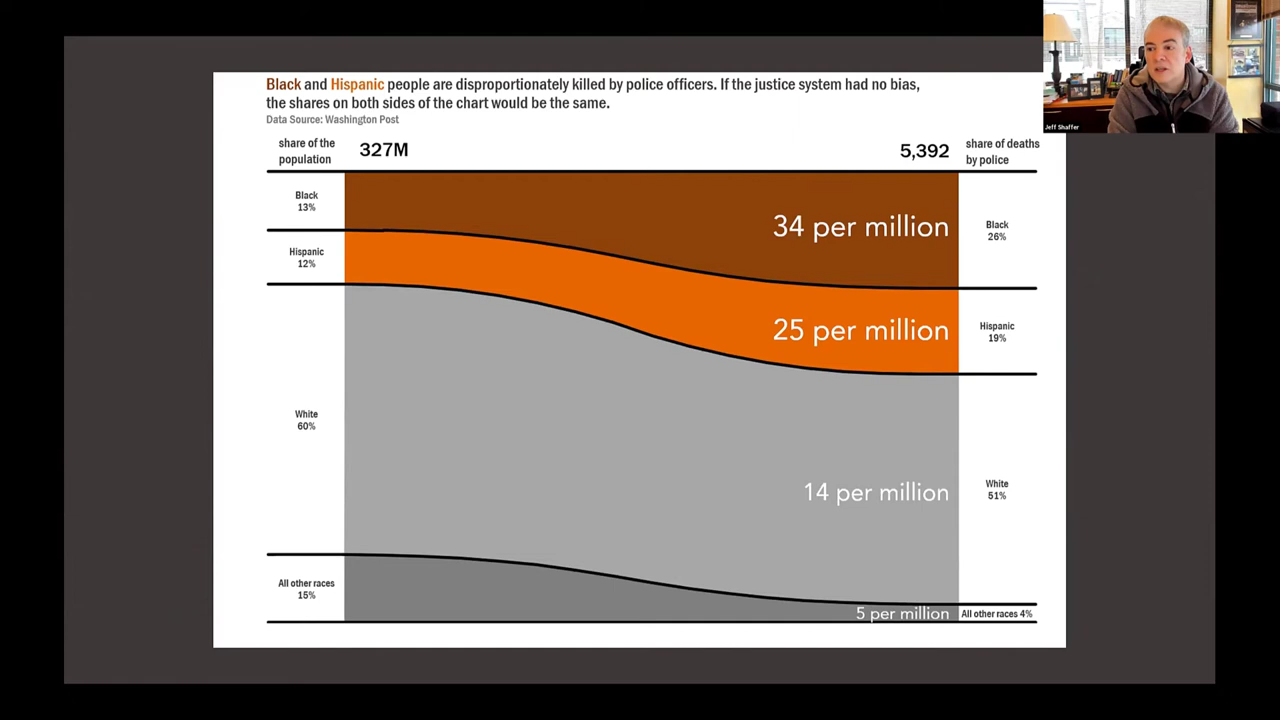 Black and Hispanic people are disproportionately killed by police officers. If the justice system had no bias,
the shares on both sides of the chart would be the same.
Data Source: Washington Post
share of the
population
327M
5,392
share of deaths
by police
Black
13%
34 per million
Black
26%
Hispanic
12%
25 per million
Hispanic
19%
White
60%
14 per million
White
51%
All other races
15%
5 per million
All other races 4%
Jeff Shaffer